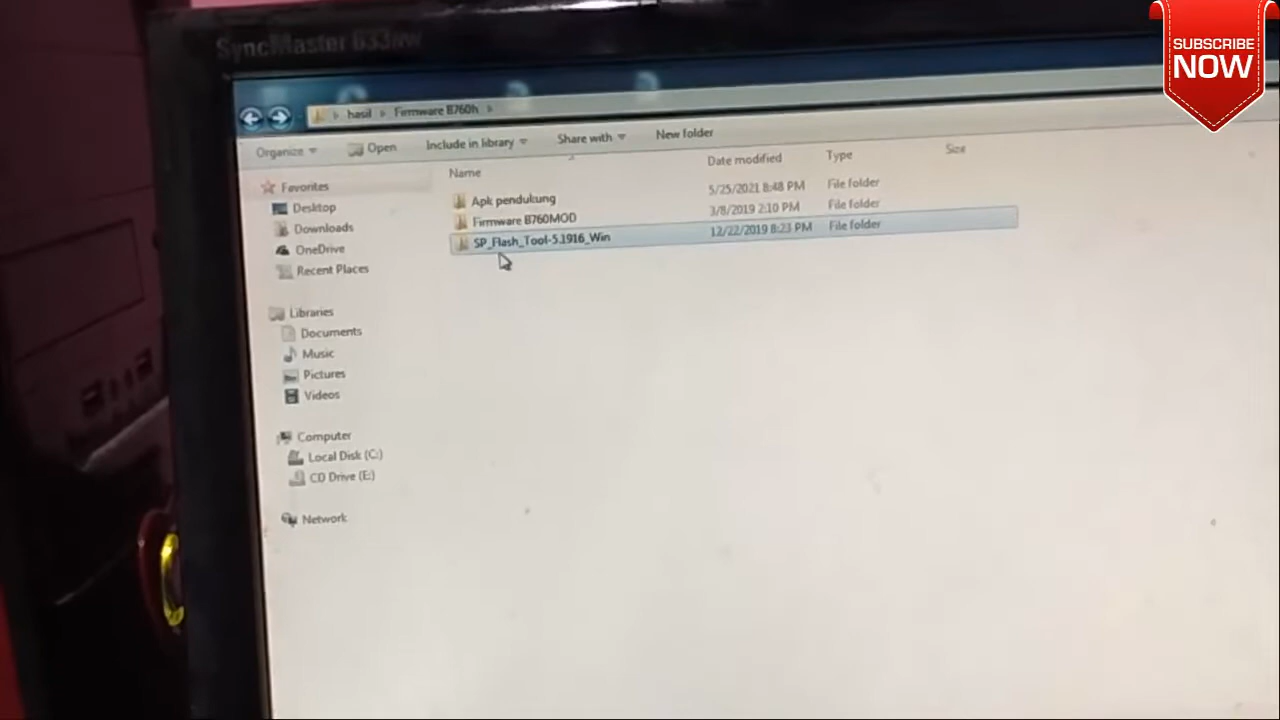 SyncMaster 633NW
SUBSCRIBE
NOW
hasil Firmware B760h
Organize Open Include in library Share with New folder
Name Date modified Type Size
Favorites
Desktop
Downloads
OneDrive
Recent Places
Libraries
Documents
Music
Pictures
Videos
Computer
Local Disk (C:)
CD Drive (E:)
Network
Apk pendukung 5/25/2021 8:48 PM File folder
Firmware B760MOD 3/8/2019 2:10 PM File folder
SP_Flash_Tool-5.1916_Win 12/22/2019 8:23 PM File folder